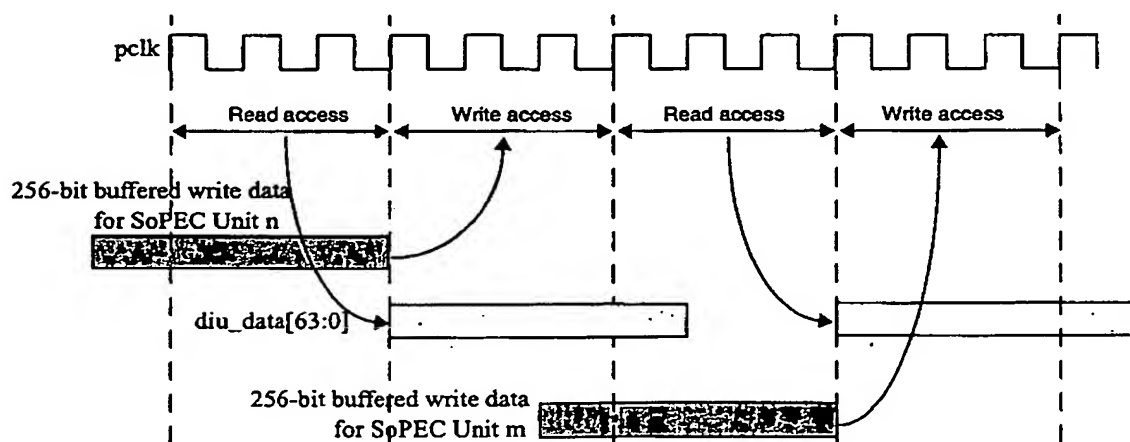 pclk
Read access Write access Read access Write access
256-bit buffered write data
for SoPEC Unit n
diu_data[63:0]
256-bit buffered write data
for SoPEC Unit m